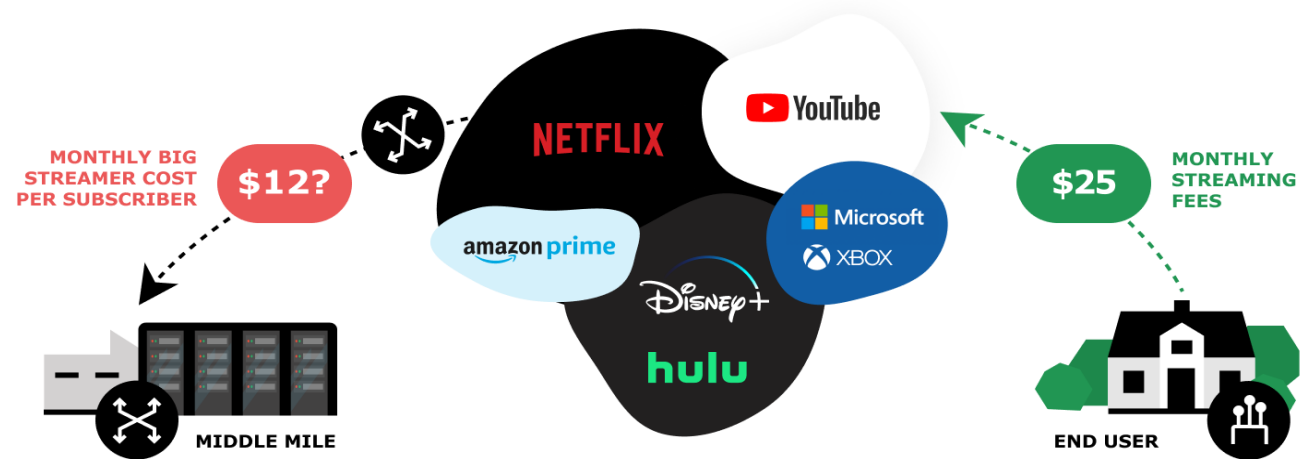 MONTHLY BIG
STREAMER COST
PER SUBSCRIBER
$12?
NETFLIX
YouTube
amazon prime
Microsoft
XBOX
Disney+
hulu
$25
MONTHLY
STREAMING
FEES
MIDDLE MILE
END USER